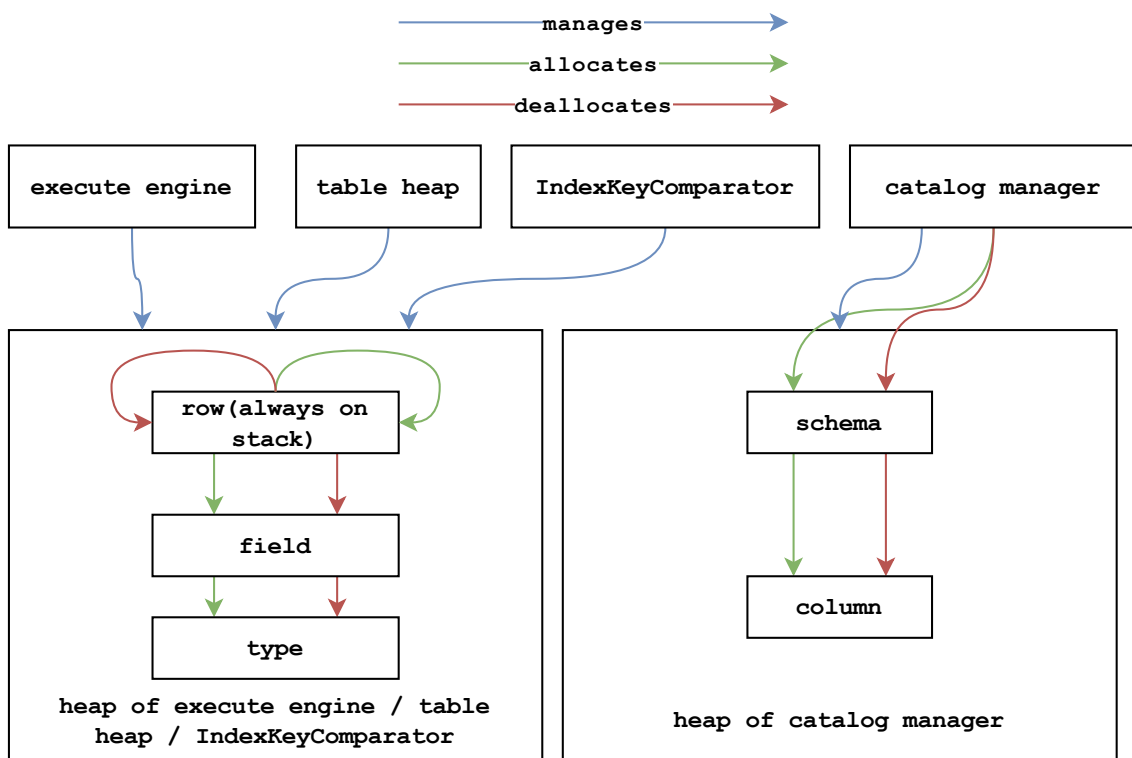 manages
allocates
deallocates
execute engine
table heap
IndexKeyComparator
catalog manager
row(always on
stack)
schema
field
column
type
heap of execute engine / table
heap / IndexKeyComparator
heap of catalog manager